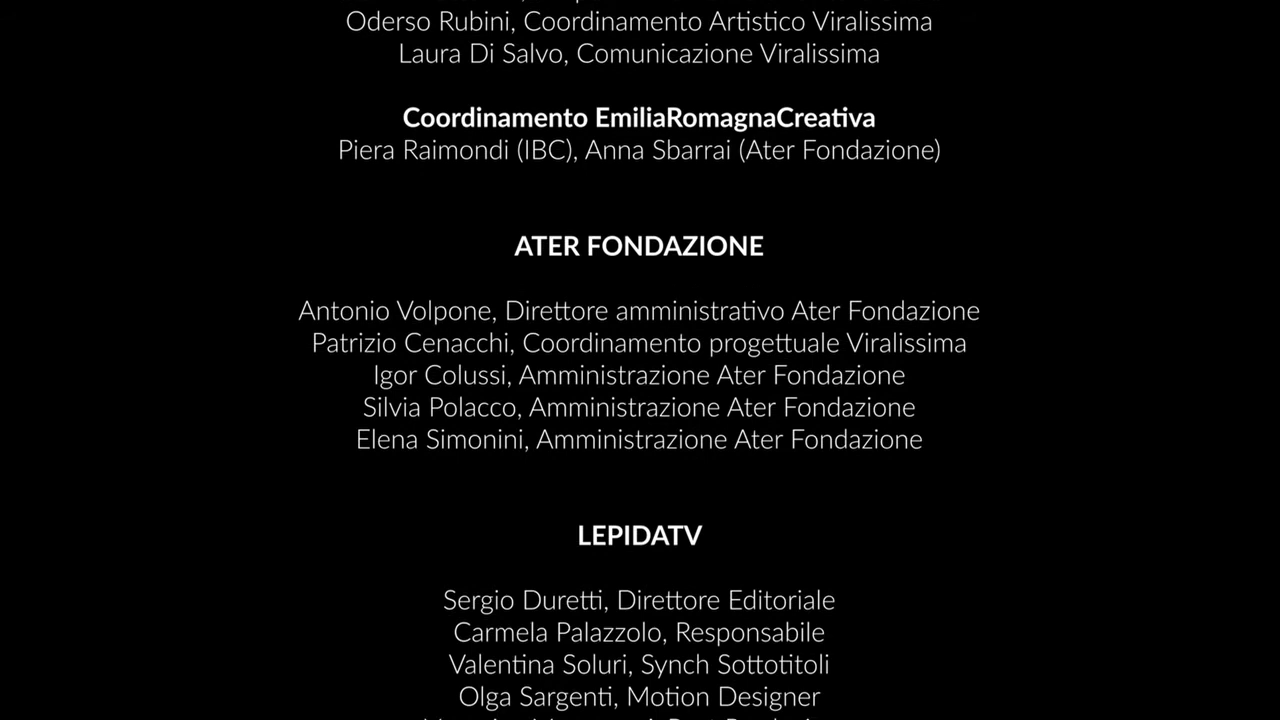 Oderso Rubini, Coordinamento Artistico Viralissima
Laura Di Salvo, Comunicazione Viralissima
Coordinamento EmiliaRomagnaCreativa
Piera Raimondi (IBC), Anna Sbarrai (Ater Fondazione)
ATER FONDAZIONE
Antonio Volpone, Direttore amministrativo Ater Fondazione
Patrizio Cenacchi, Coordinamento progettuale Viralissima
Igor Colussi, Amministrazione Ater Fondazione
Silvia Polacco, Amministrazione Ater Fondazione
Elena Simonini, Amministrazione Ater Fondazione
LEPIDATV
Sergio Duretti, Direttore Editoriale
Carmela Palazzolo, Responsabile
Valentina Soluri, Synch Sottotitoli
Olga Sargenti, Motion Designer